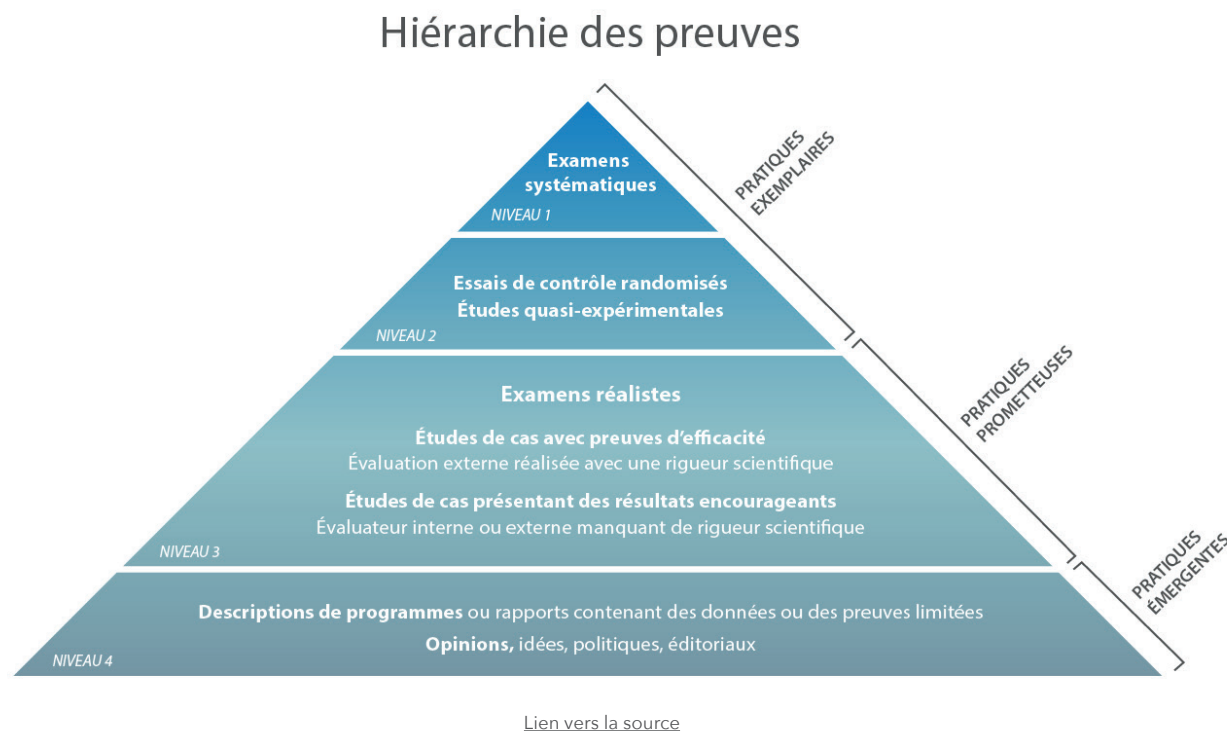 Hiérarchie des preuves
Examens
systématiques
NIVEAU 1
PRATIQUES
EXEMPLAIRES
Essais de contrôle randomisés
Études quasi-expérimentales
NIVEAU 2
PRATIQUES
PROMETTEUSES
Examens réalistes
Études de cas avec preuves d'efficacité
Évaluation externe réalisée avec une rigueur scientifique
Études de cas présentant des résultats encourageants
Évaluateur interne ou externe manquant de rigueur scientifique
NIVEAU 3
PRATIQUES
ÉMERGENTES
Descriptions de programmes ou rapports contenant des données ou des preuves limitées
Opinions, idées, politiques, éditoriaux
NIVEAU 4
Lien vers la source